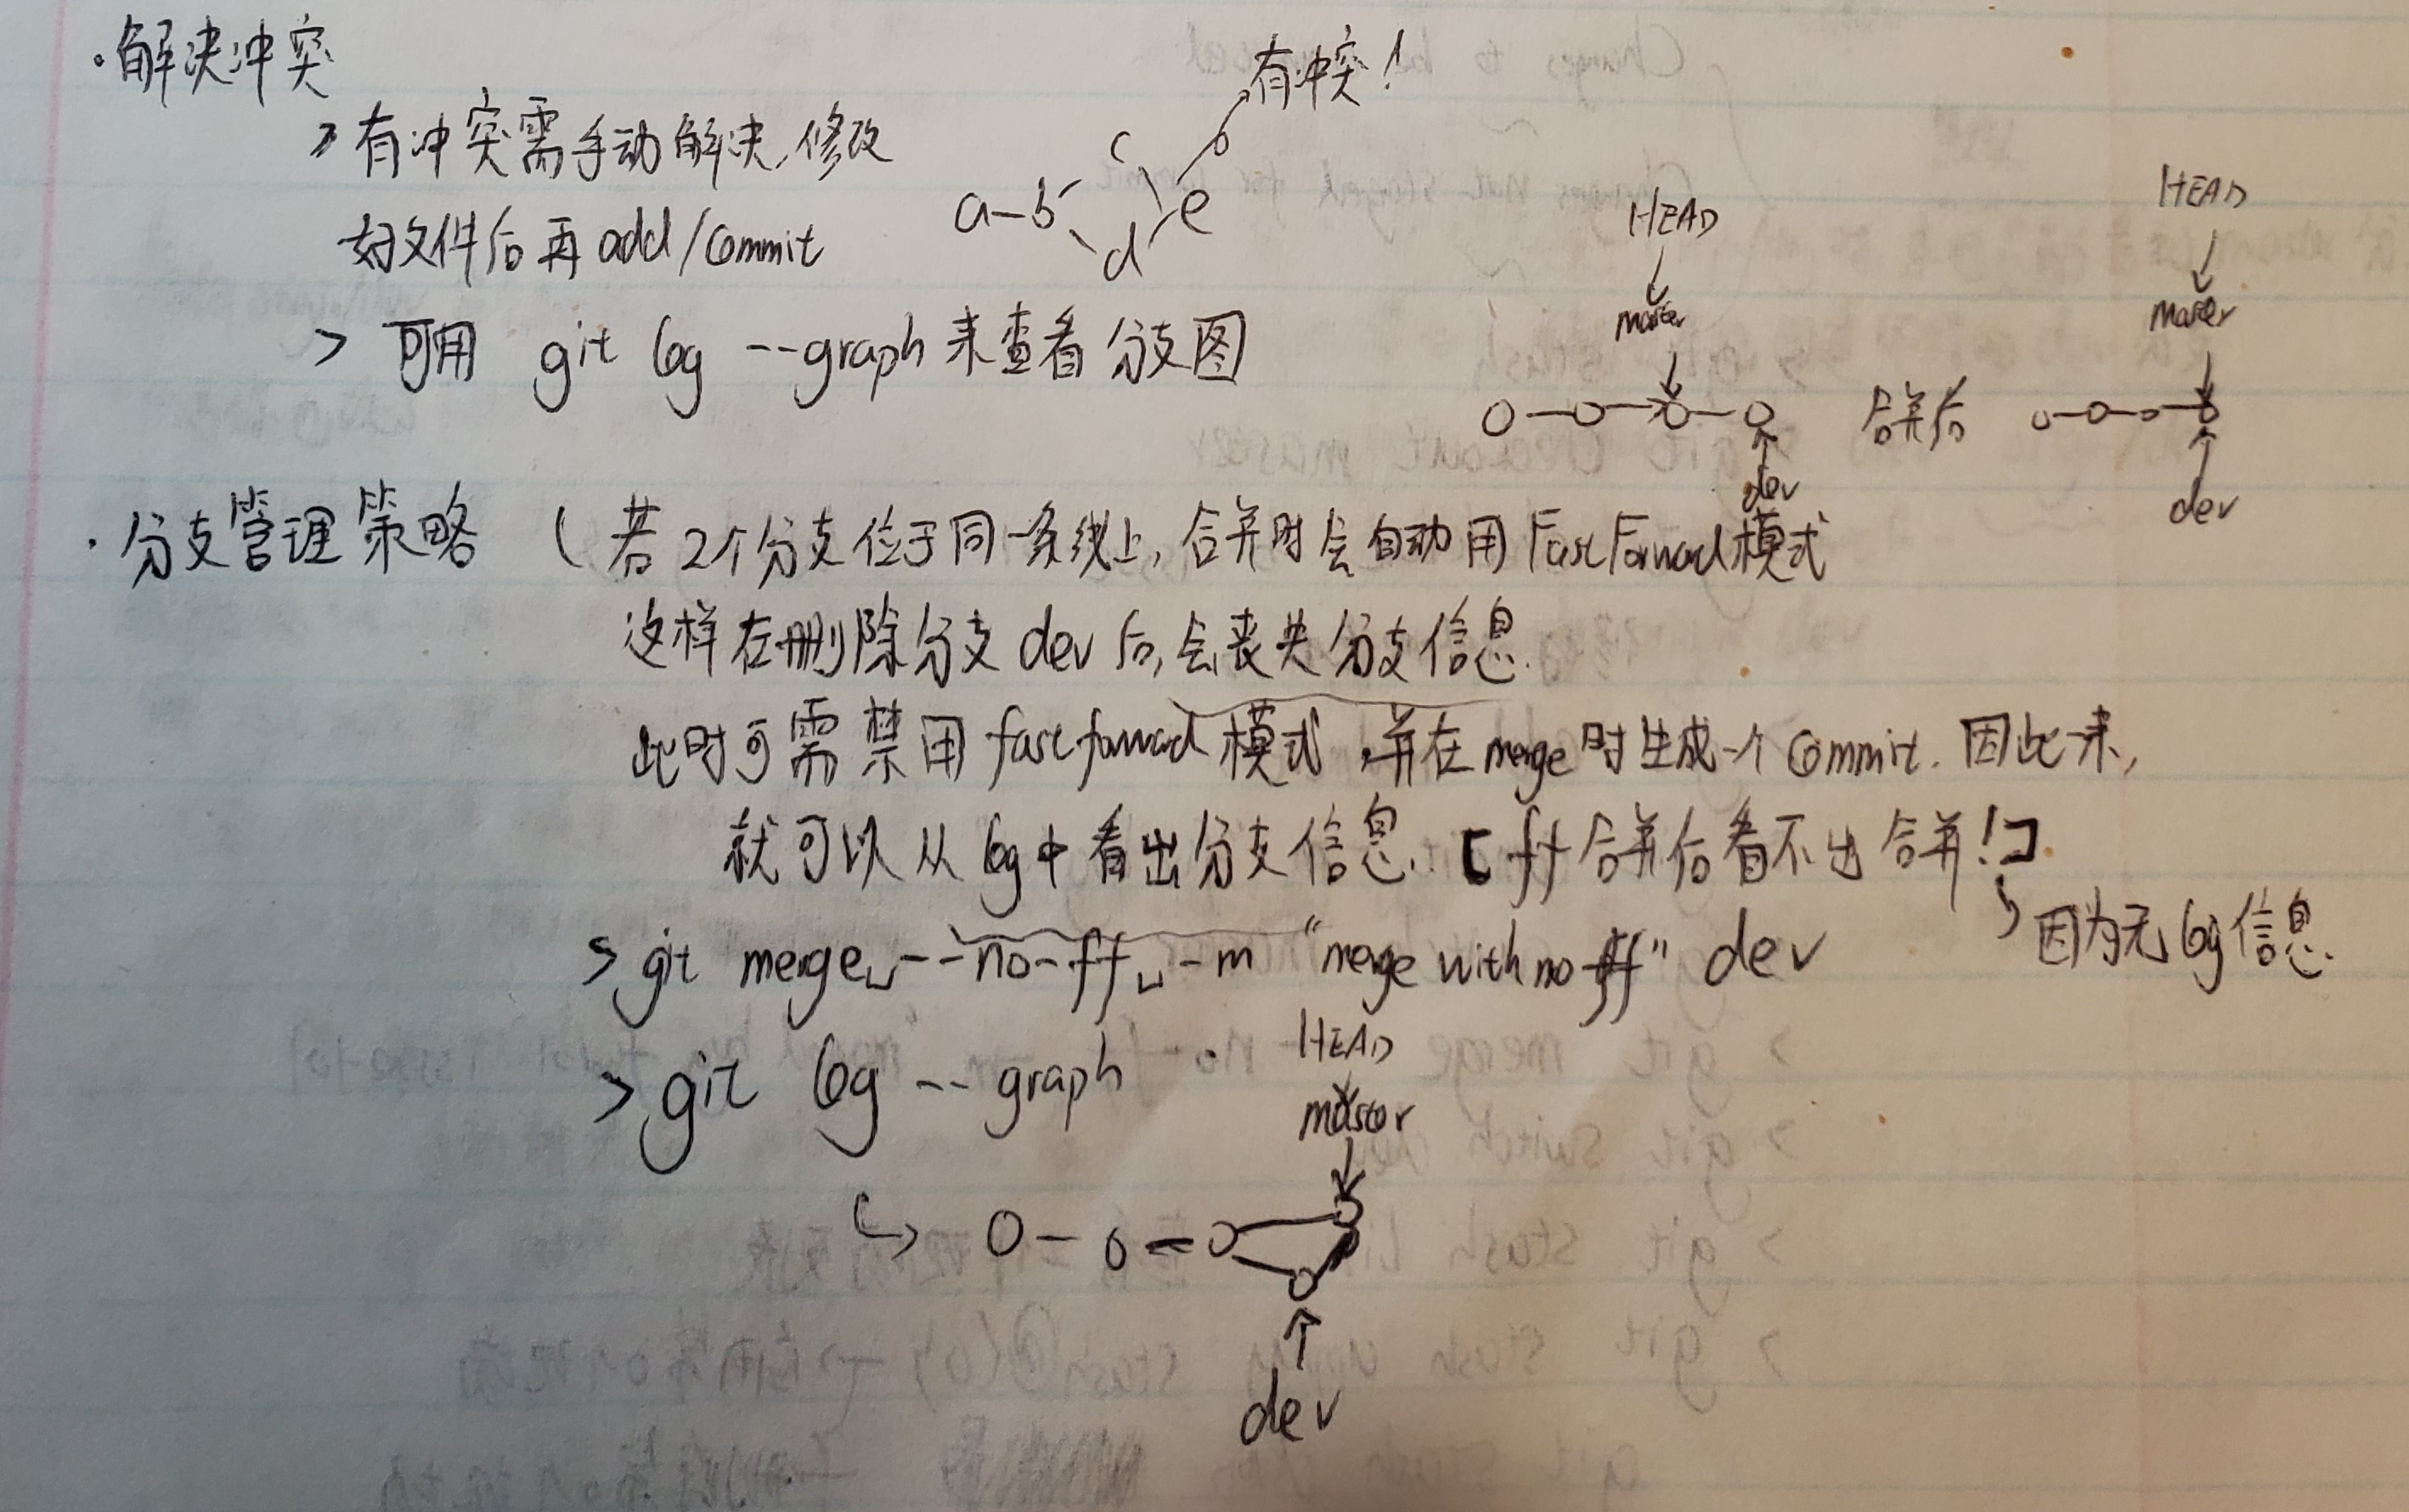 ·解决冲突
有冲突!
> 有冲突需手动解决,修改
好文件后再 add/commit
a-b
c
d
e
> 可用 git log --graph 来查看分支图
HEAD
master
dev
合并后
HEAD
master
dev
·分支管理策略 (若2个分支位于同一条线上,合并时会自动用 Fast Forward 模式
这样在删除分支 dev 后,会丧失分支信息.
此时可需禁用 fast forward 模式,并在 merge 时生成一个 commit. 因此一来,
就可以从 log 中看出分支信息. [ff 合并后看不出合并!]
因为无 log 信息.
> git merge --no-ff -m "merge with no-ff" dev
> git log --graph
HEAD
master
dev